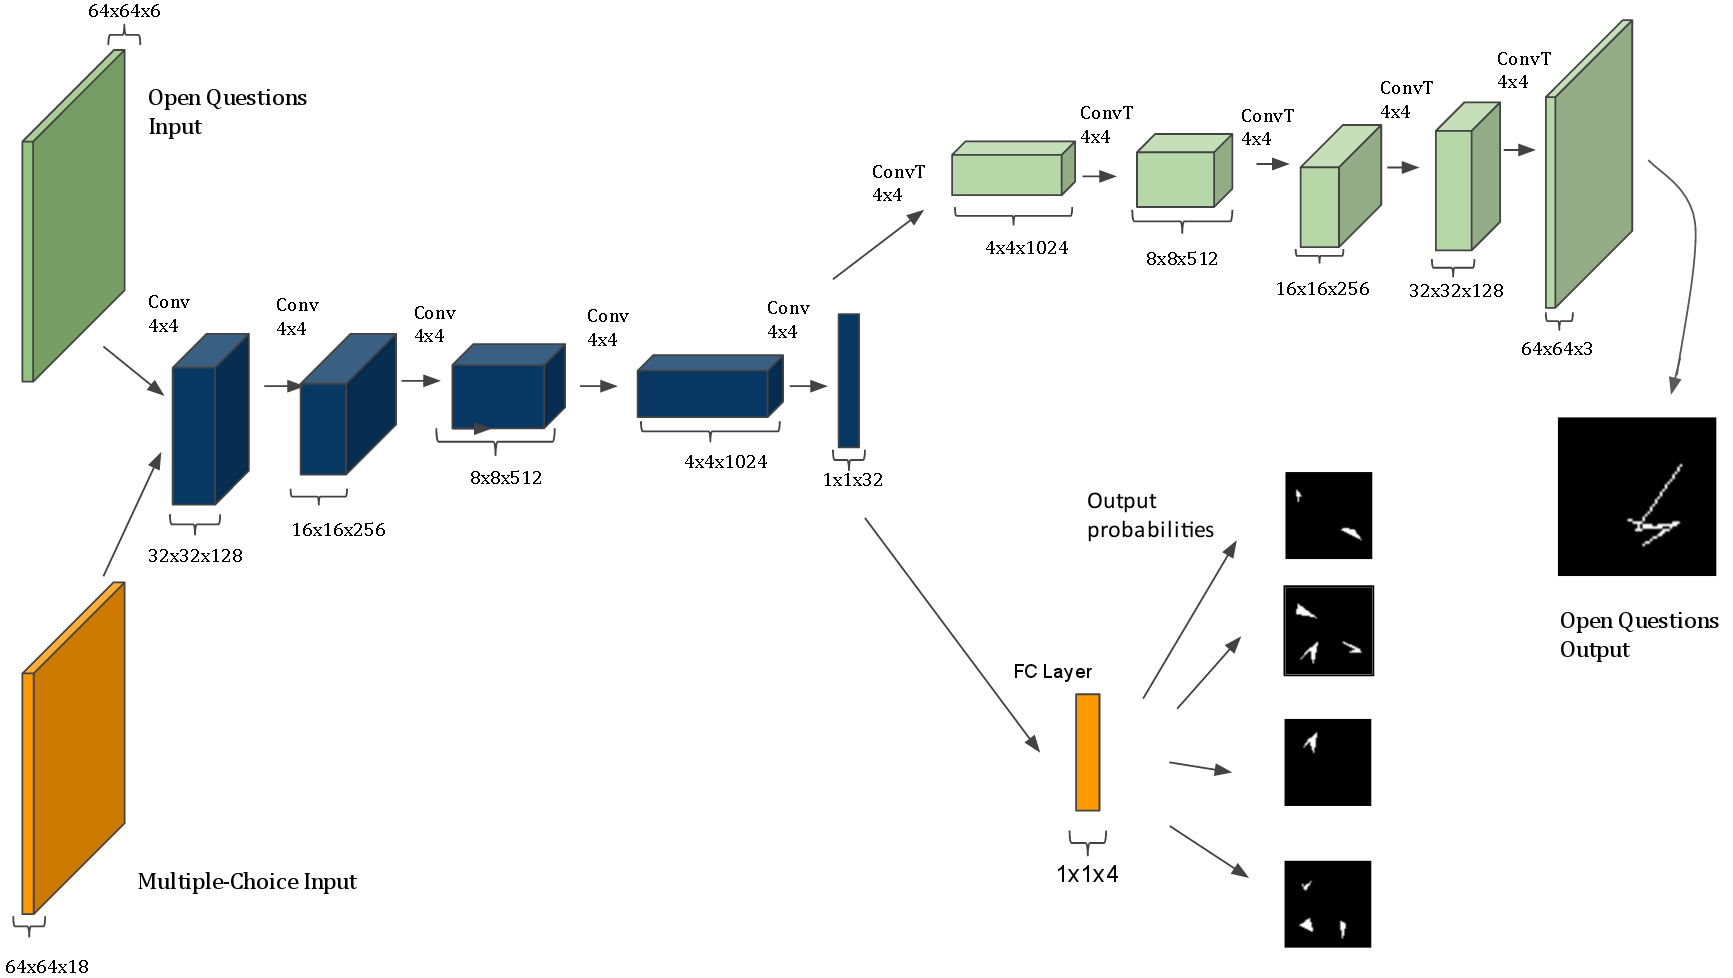 64x64x6
Open Questions
Input
Conv
4x4
Conv
4x4
Conv
4x4
Conv
4x4
Conv
4x4
32x32x128
16x16x256
8x8x512
4x4x1024
1x1x32
ConvT
4x4
ConvT
4x4
ConvT
4x4
ConvT
4x4
ConvT
4x4
4x4x1024
8x8x512
16x16x256
32x32x128
64x64x3
Open Questions
Output
Output
probabilities
FC Layer
1x1x4
Multiple-Choice Input
64x64x18